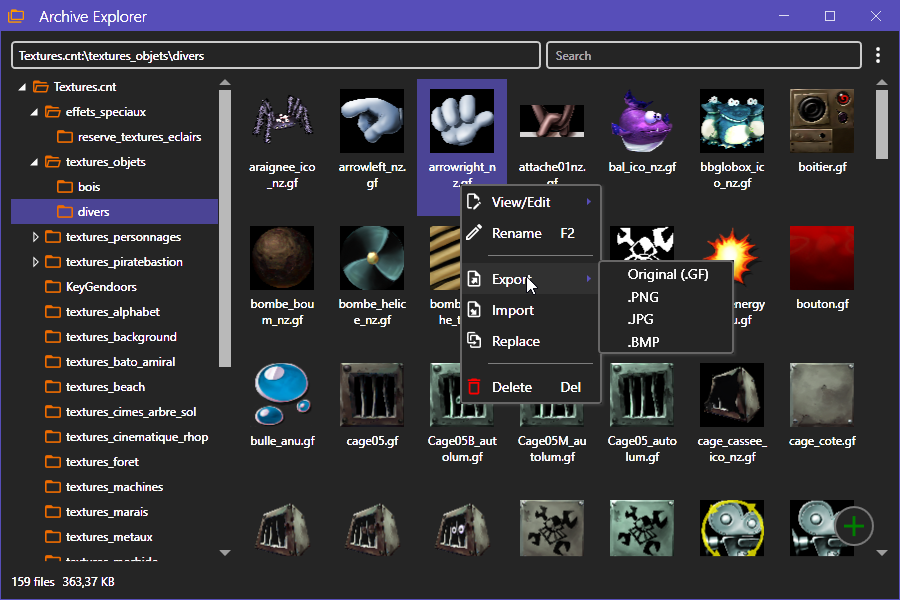 Archive Explorer
Textures.cnt:\textures_objets\divers
Search
Textures.cnt
effets_speciaux
reserve_textures_eclairs
textures_objets
bois
divers
textures_personnages
textures_piratebastion
KeyGendoors
textures_alphabet
textures_background
textures_bato_amiral
textures_beach
textures_cimes_arbre_sol
textures_cinematique_rhop
textures_foret
textures_machines
textures_marais
textures_metaux
araignee_ico
_nz.gf
arrowleft_nz.
gf
arrowright_n
z.gf
attache01nz.
gf
bal_ico_nz.gf
bbglobox_ic
o_nz.gf
boitier.gf
View/Edit
Rename F2
Export
Import
Replace
Delete Del
Original (.GF)
.PNG
.JPG
.BMP
bombe_bou
m_nz.gf
bombe_helic
e_nz.gf
bouton.gf
bulle_anu.gf
cage05.gf
Cage05B_aut
olum.gf
Cage05M_au
tolum.gf
Cage05_auto
lum.gf
cage_cassee_
ico_nz.gf
cage_cote.gf
159 files 363,37 KB